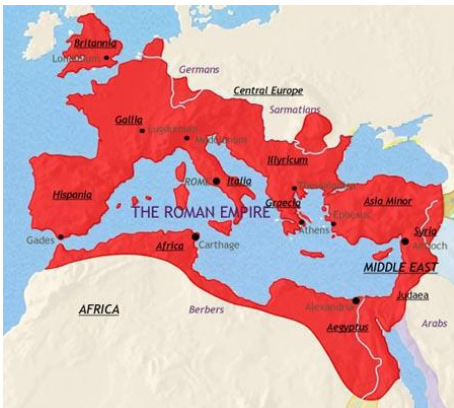 Britannia
Londinium
Germans
Central Europe
Sarmatians
Gallia
Lugdunum
Mediolanum
Illyricum
ROME
Italia
Hispania
THE ROMAN EMPIRE
Graecia
Asia Minor
Ephesus
Athens
Syria
Antioch
Gades
Africa
Carthage
MIDDLE EAST
Judaea
AFRICA
Berbers
Alexandria
Aegyptus
Arabs